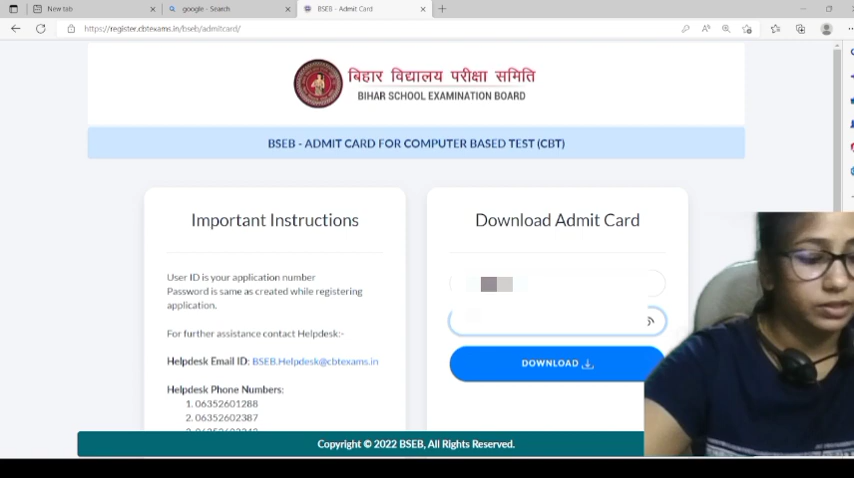 New tab
google - Search
BSEB - Admit Card
https://register.cbtexams.in/bseb/admitcard/
बिहार विद्यालय परीक्षा समिति
BIHAR SCHOOL EXAMINATION BOARD
BSEB - ADMIT CARD FOR COMPUTER BASED TEST (CBT)
Important Instructions
User ID is your application number
Password is same as created while registering
application.
For further assistance contact Helpdesk:-
Helpdesk Email ID: BSEB.Helpdesk@cbtexams.in
Helpdesk Phone Numbers:
1. 06352601288
2. 06352602387
Download Admit Card
DOWNLOAD
Copyright © 2022 BSEB, All Rights Reserved.